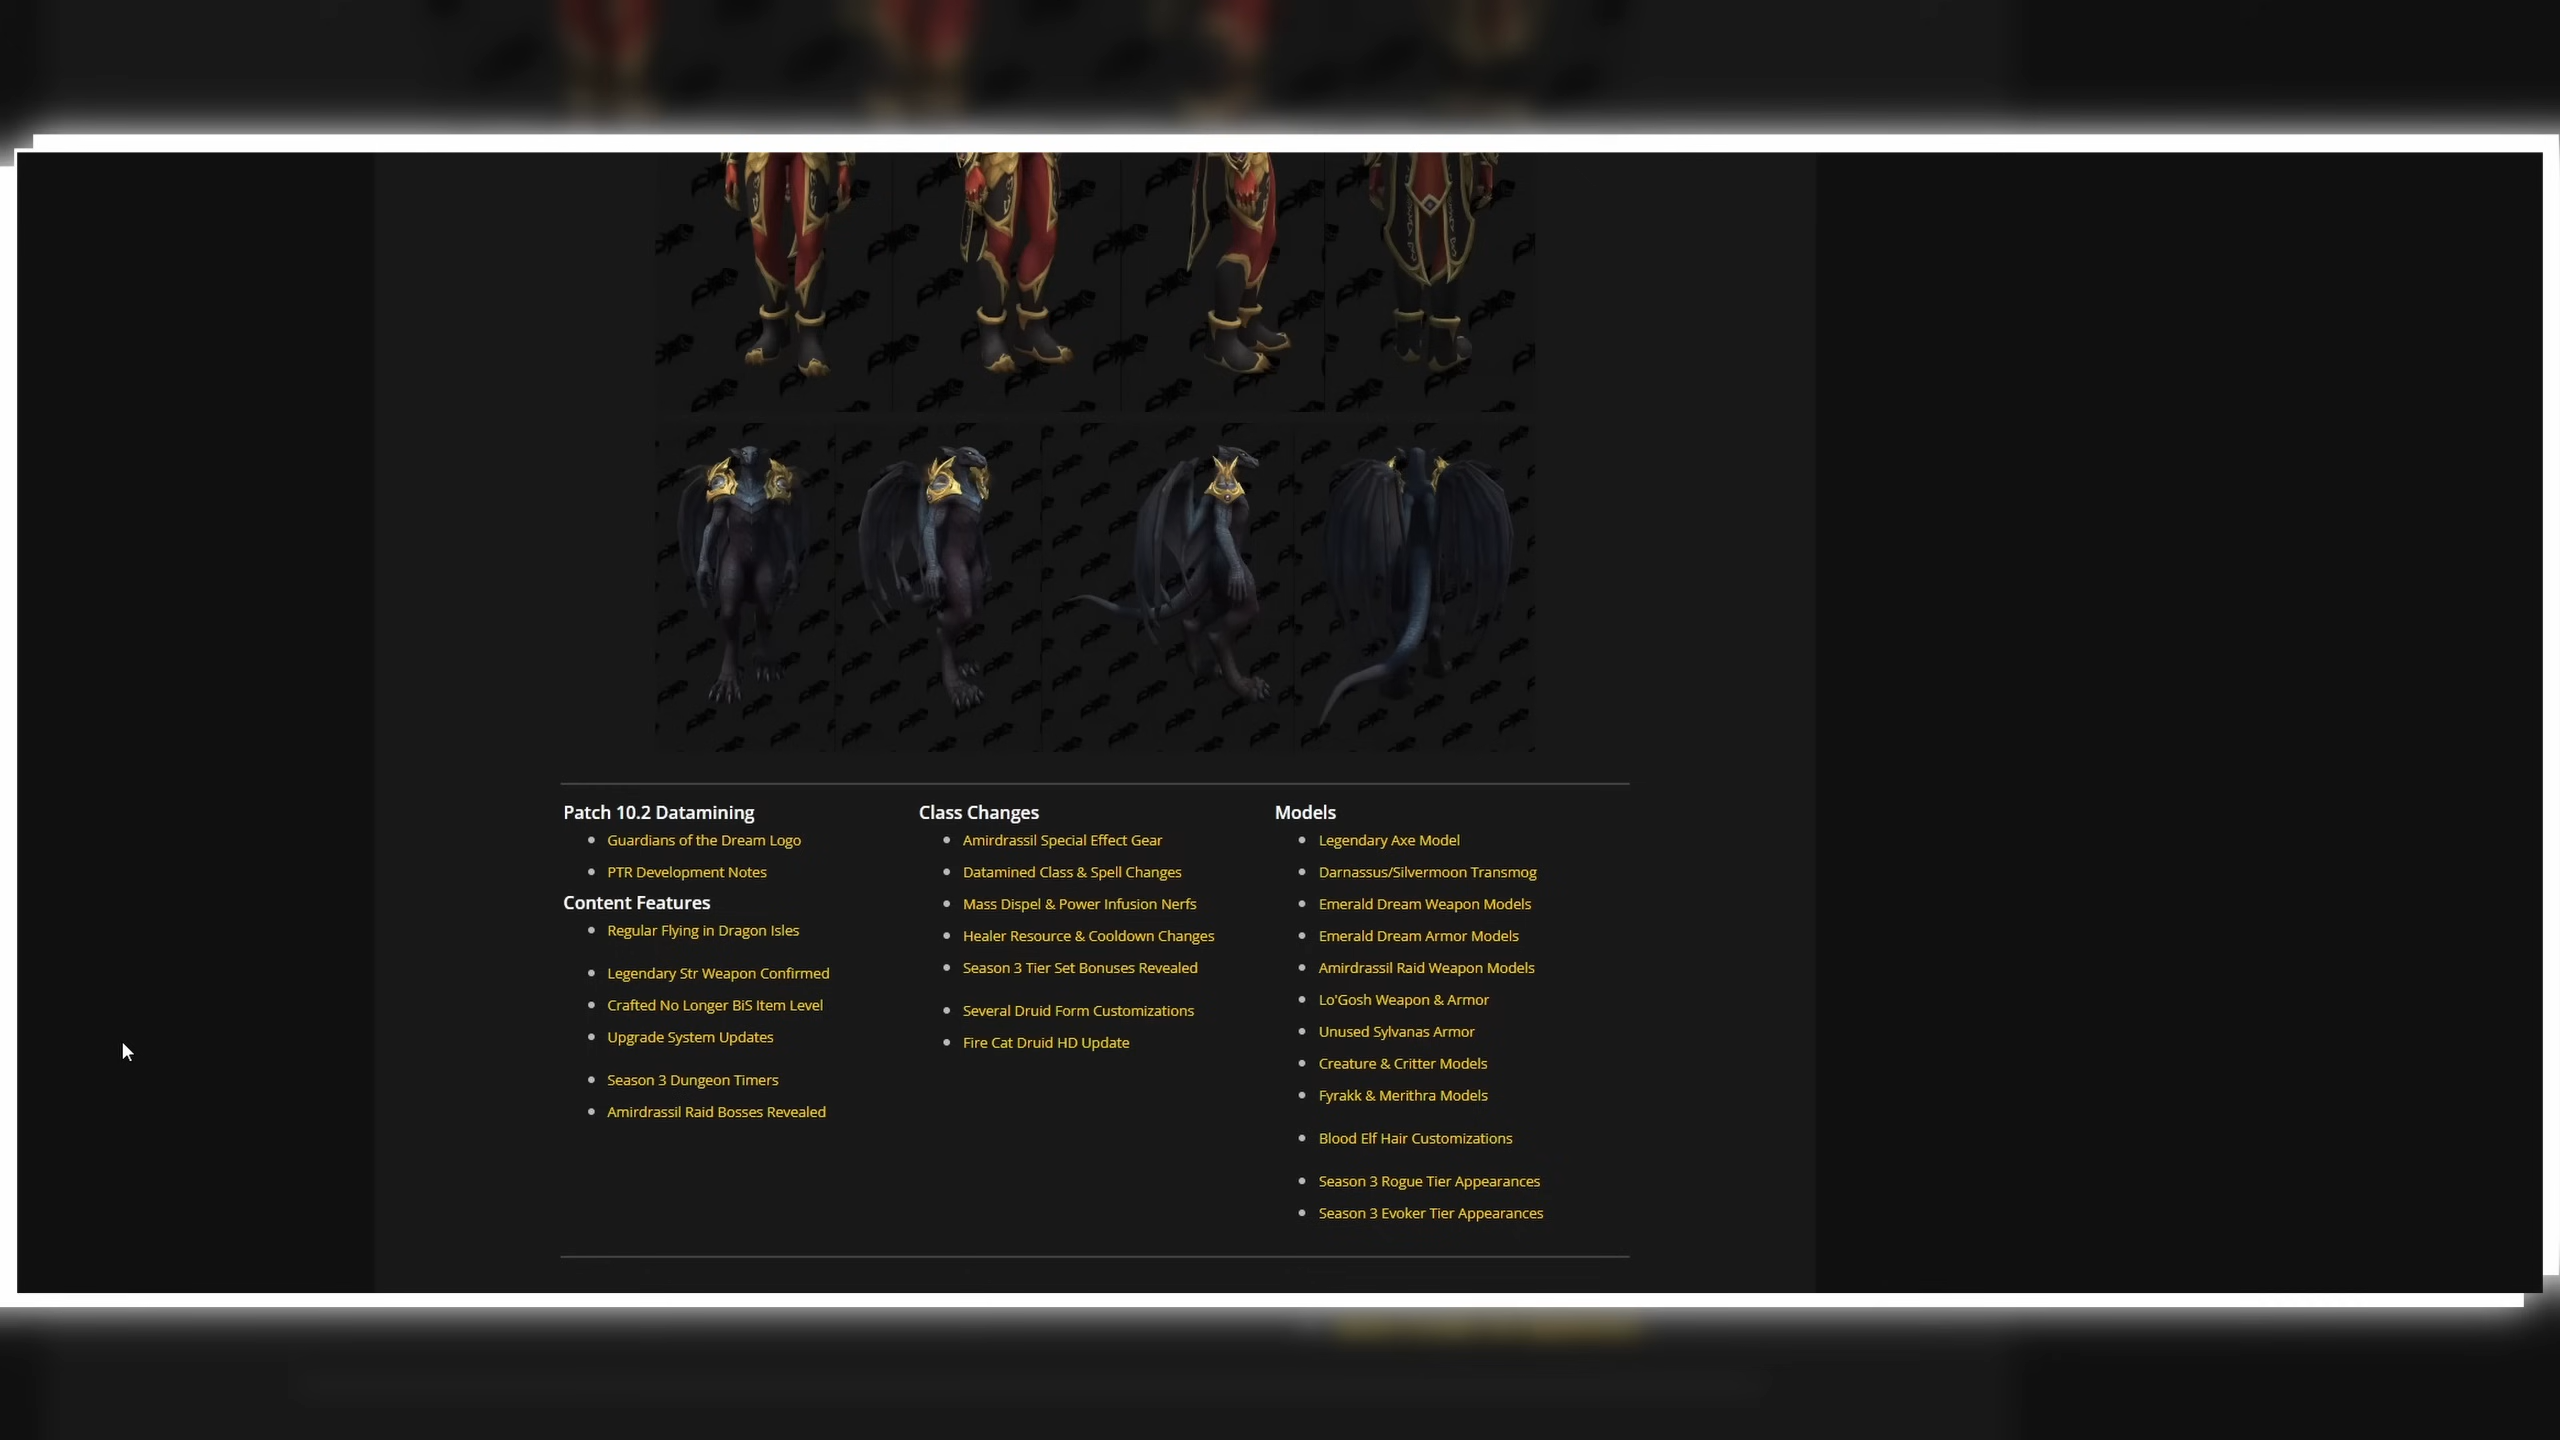 Patch 10.2 Datamining
Guardians of the Dream Logo
PTR Development Notes
Content Features
Regular Flying in Dragon Isles
Legendary Str Weapon Confirmed
Crafted No Longer BiS Item Level
Upgrade System Updates
Season 3 Dungeon Timers
Amirdrassil Raid Bosses Revealed
Class Changes
Amirdrassil Special Effect Gear
Datamined Class & Spell Changes
Mass Dispel & Power Infusion Nerfs
Healer Resource & Cooldown Changes
Season 3 Tier Set Bonuses Revealed
Several Druid Form Customizations
Fire Cat Druid HD Update
Models
Legendary Axe Model
Darnassus/Silvermoon Transmog
Emerald Dream Weapon Models
Emerald Dream Armor Models
Amirdrassil Raid Weapon Models
Lo'Gosh Weapon & Armor
Unused Sylvanas Armor
Creature & Critter Models
Fyrakk & Merithra Models
Blood Elf Hair Customizations
Season 3 Rogue Tier Appearances
Season 3 Evoker Tier Appearances